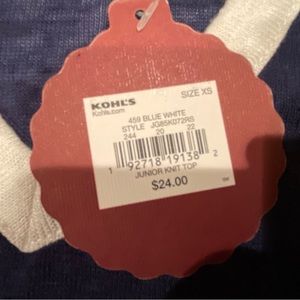 KOHL'S
Kohls.com
SIZE XS
459 BLUE WHITE
STYLE JG85K072RS
244 20 22
1 92718 19138 2
JUNIOR KNIT TOP
$24.00